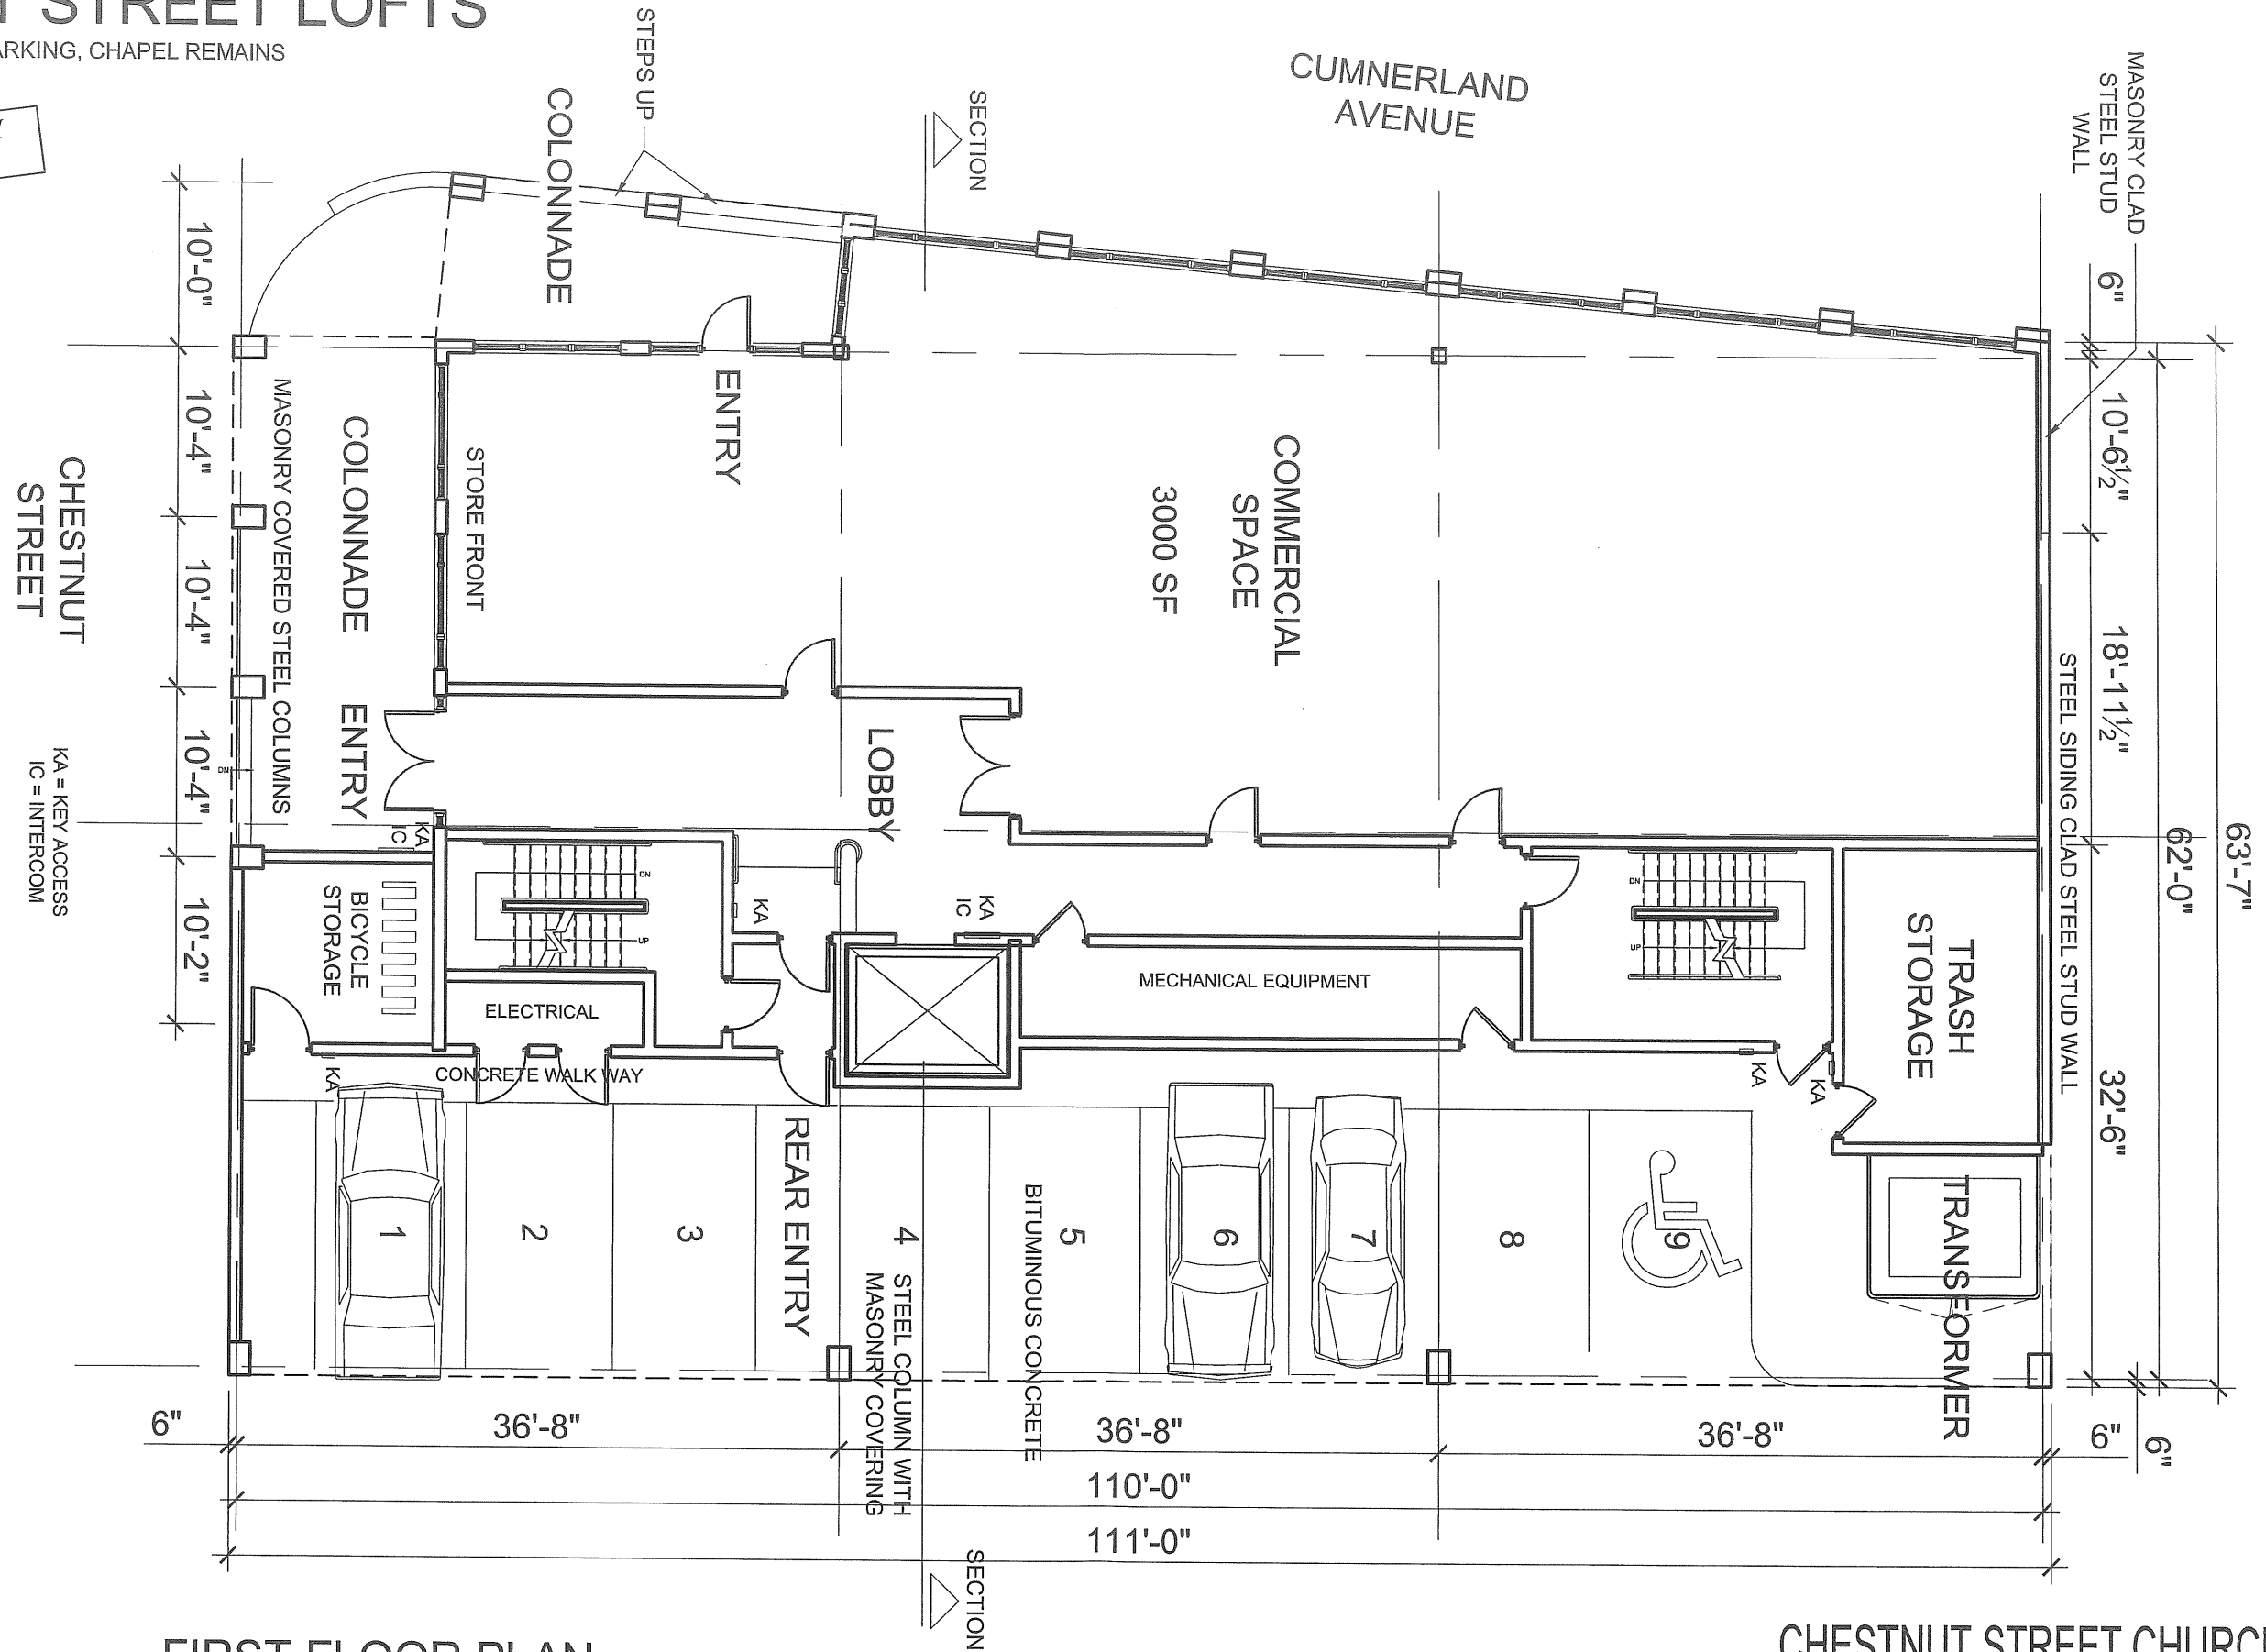 STREET LOFTS
ARKING, CHAPEL REMAINS
STEPS UP
COLONNADE
SECTION
CUMNERLAND
AVENUE
MASONRY CLAD
STEEL STUD
WALL
6"
10'-0"
10'-4"
10'-4"
10'-4"
10'-2"
CHESTNUT
STREET
KA = KEY ACCESS
IC = INTERCOM
MASONRY COVERED STEEL COLUMNS
COLONNADE
ENTRY
DN
KA
IC
STORE FRONT
ENTRY
COMMERCIAL
SPACE
3000 SF
LOBBY
10'-6½"
18'-11½"
32'-6"
62'-0"
63'-7"
STEEL SIDING CLAD STEEL STUD WALL
BICYCLE
STORAGE
DN
UP
ELECTRICAL
KA
KA
IC
MECHANICAL EQUIPMENT
DN
UP
TRASH
STORAGE
KA
KA
KA
CONCRETE WALK WAY
REAR ENTRY
1
2
3
4
5
6
7
8
9
STEEL COLUMN WITH
MASONRY COVERING
BITUMINOUS CONCRETE
TRANSFORMER
6"
36'-8"
36'-8"
36'-8"
6"
6"
110'-0"
111'-0"
SECTION
FIRST FLOOR PLAN
CHESTNUT STREET CHURCH